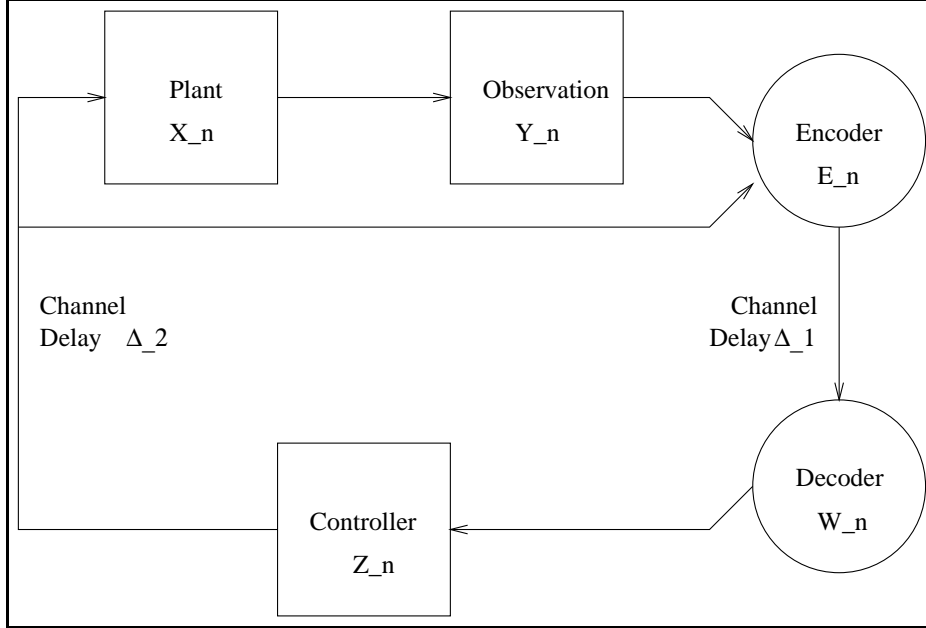 Plant
X_n
Observation
Y_n
Encoder
E_n
Channel
Delay Δ_2
Channel
Delay Δ_1
Controller
Z_n
Decoder
W_n